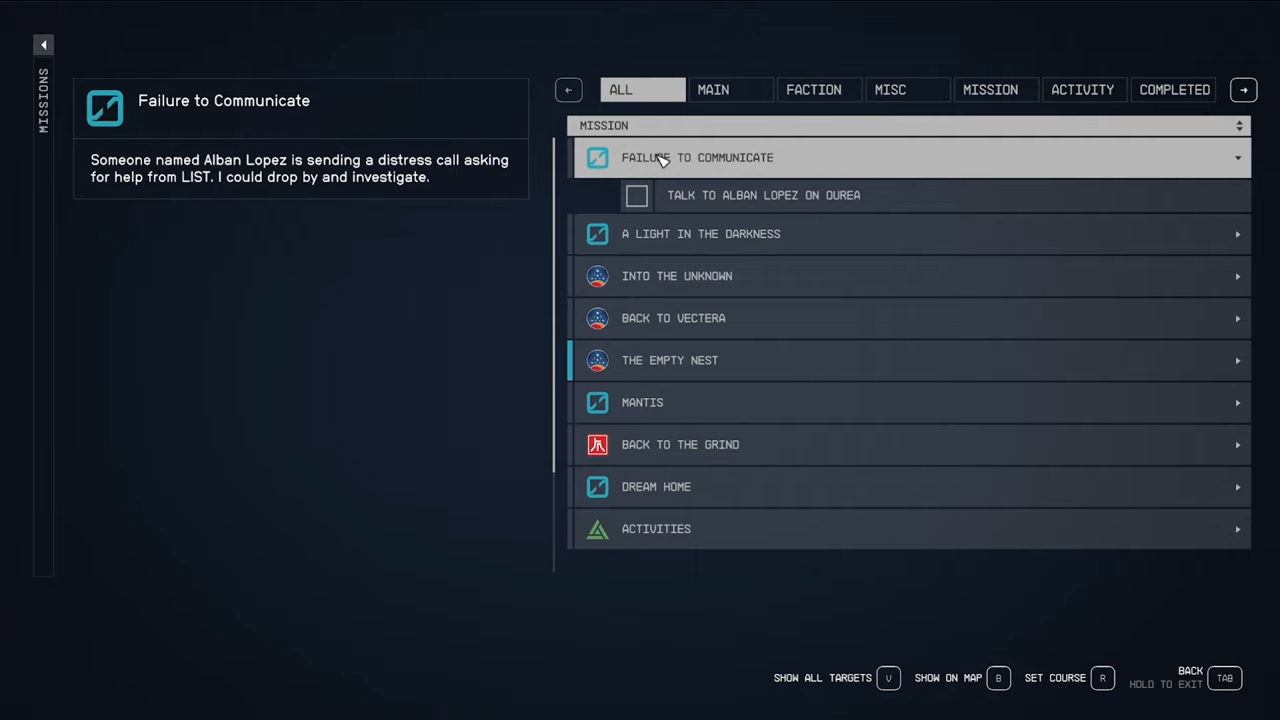 MISSIONS
Failure to Communicate
Someone named Alban Lopez is sending a distress call asking
for help from LIST. I could drop by and investigate.
ALL MAIN FACTION MISC MISSION ACTIVITY COMPLETED
MISSION
FAILURE TO COMMUNICATE
TALK TO ALBAN LOPEZ ON OUREA
A LIGHT IN THE DARKNESS
INTO THE UNKNOWN
BACK TO VECTERA
THE EMPTY NEST
MANTIS
BACK TO THE GRIND
DREAM HOME
ACTIVITIES
SHOW ALL TARGETS V SHOW ON MAP B SET COURSE R BACK TAB
HOLD TO EXIT